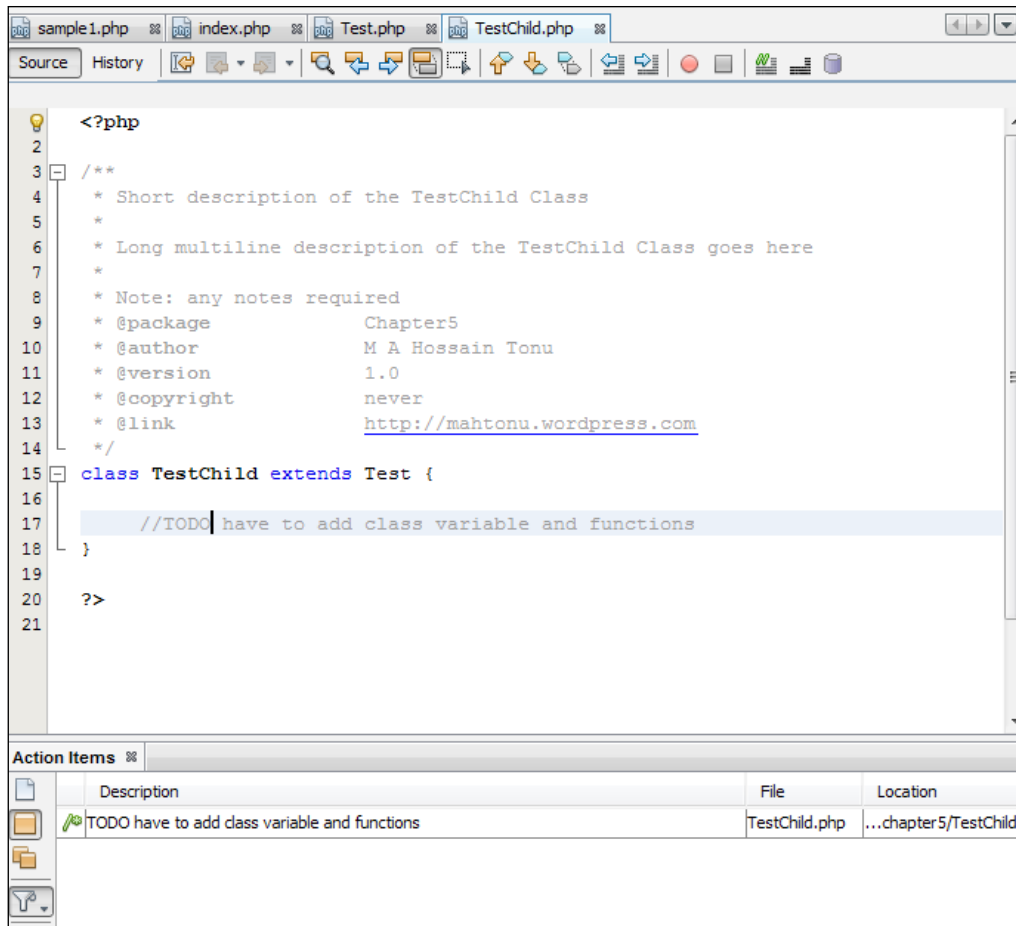 sample1.php index.php Test.php TestChild.php
Source History
<?php
2
3 /**
4 * Short description of the TestChild Class
5 *
6 * Long multiline description of the TestChild Class goes here
7 *
8 * Note: any notes required
9 * @package Chapter5
10 * @author M A Hossain Tonu
11 * @version 1.0
12 * @copyright never
13 * @link http://mahtonu.wordpress.com
14 */
15 class TestChild extends Test {
16
17 //TODO have to add class variable and functions
18 }
19
20 ?>
21
Action Items
Description File Location
TODO have to add class variable and functions TestChild.php ...chapter5/TestChild